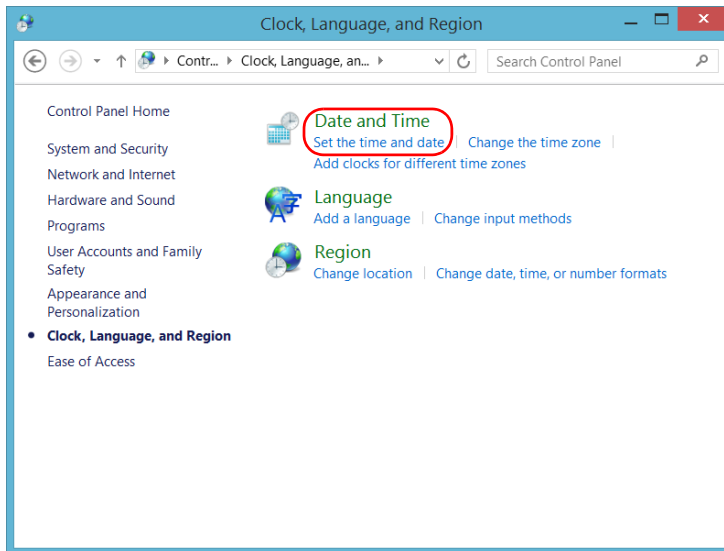 Clock, Language, and Region
Contr... Clock, Language, an... Search Control Panel
Control Panel Home
System and Security
Network and Internet
Hardware and Sound
Programs
User Accounts and Family
Safety
Appearance and
Personalization
Clock, Language, and Region
Ease of Access
Date and Time
Set the time and date Change the time zone
Add clocks for different time zones
Language
Add a language Change input methods
Region
Change location Change date, time, or number formats